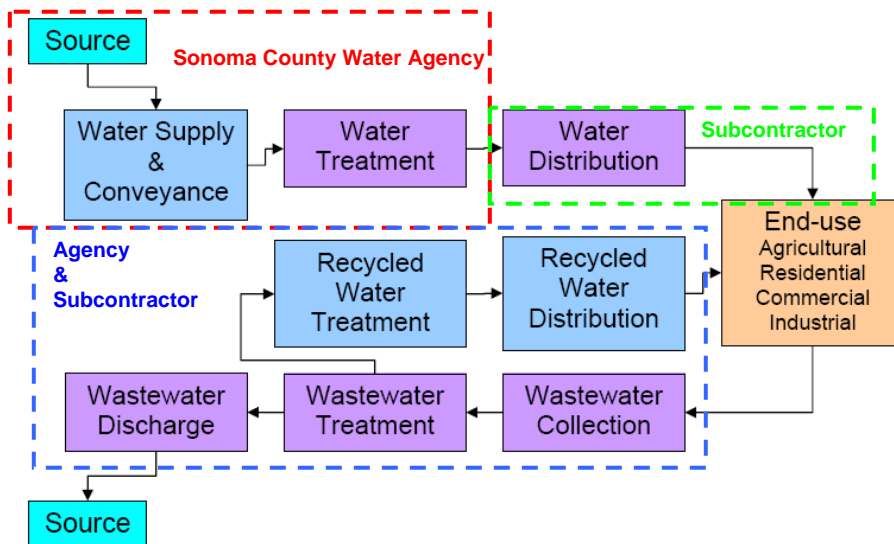 Source
Sonoma County Water Agency
Water Supply
&
Conveyance
Water
Treatment
Water
Distribution
Subcontractor
End-use
Agricultural
Residential
Commercial
Industrial
Agency
&
Subcontractor
Recycled
Water
Treatment
Recycled
Water
Distribution
Wastewater
Discharge
Wastewater
Treatment
Wastewater
Collection
Source